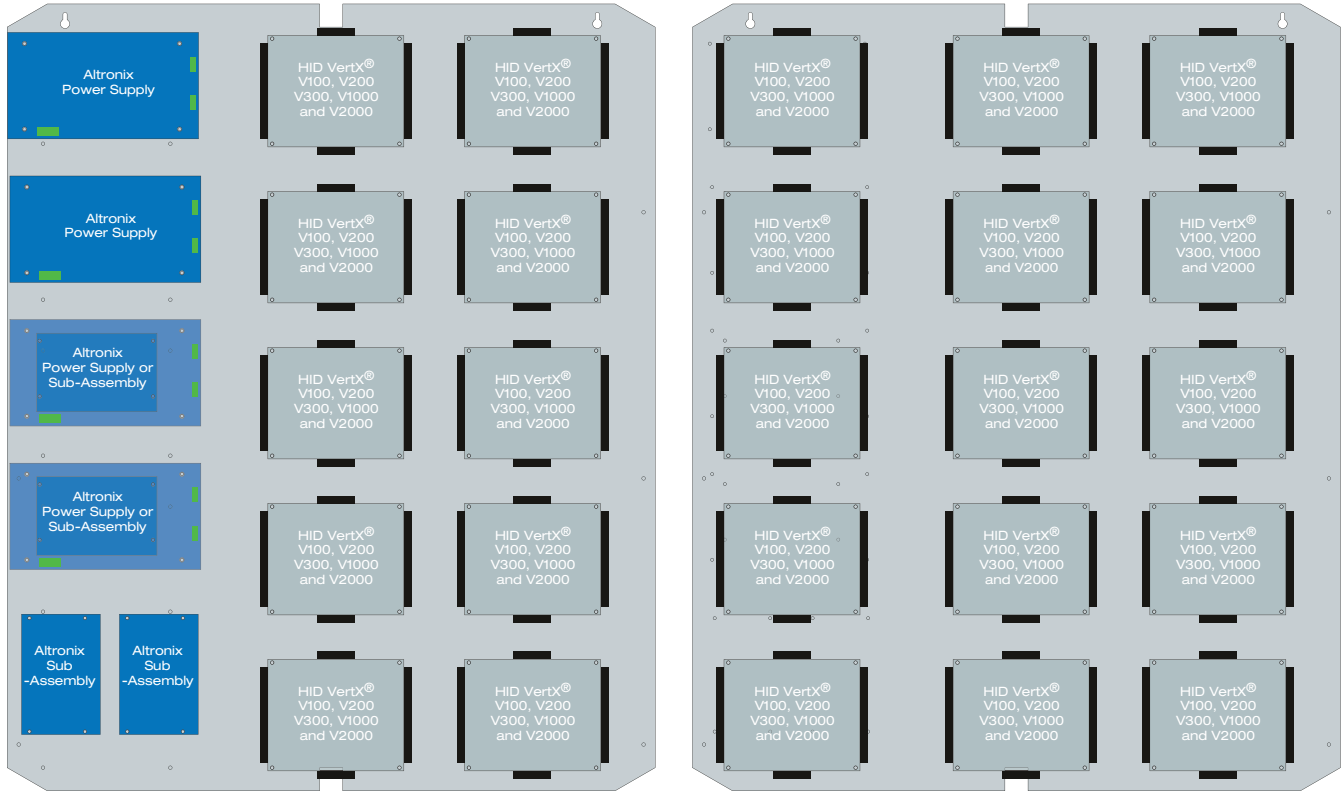 Altronix
Power Supply
HID VertX®
V100, V200
V300, V1000
and V2000
HID VertX®
V100, V200
V300, V1000
and V2000
HID VertX®
V100, V200
V300, V1000
and V2000
HID VertX®
V100, V200
V300, V1000
and V2000
HID VertX®
V100, V200
V300, V1000
and V2000
Altronix
Power Supply
HID VertX®
V100, V200
V300, V1000
and V2000
HID VertX®
V100, V200
V300, V1000
and V2000
HID VertX®
V100, V200
V300, V1000
and V2000
HID VertX®
V100, V200
V300, V1000
and V2000
HID VertX®
V100, V200
V300, V1000
and V2000
Altronix
Power Supply or
Sub-Assembly
HID VertX®
V100, V200
V300, V1000
and V2000
HID VertX®
V100, V200
V300, V1000
and V2000
HID VertX®
V100, V200
V300, V1000
and V2000
HID VertX®
V100, V200
V300, V1000
and V2000
HID VertX®
V100, V200
V300, V1000
and V2000
Altronix
Power Supply or
Sub-Assembly
HID VertX®
V100, V200
V300, V1000
and V2000
HID VertX®
V100, V200
V300, V1000
and V2000
HID VertX®
V100, V200
V300, V1000
and V2000
HID VertX®
V100, V200
V300, V1000
and V2000
HID VertX®
V100, V200
V300, V1000
and V2000
Altronix
Sub
-Assembly
Altronix
Sub
-Assembly
HID VertX®
V100, V200
V300, V1000
and V2000
HID VertX®
V100, V200
V300, V1000
and V2000
HID VertX®
V100, V200
V300, V1000
and V2000
HID VertX®
V100, V200
V300, V1000
and V2000
HID VertX®
V100, V200
V300, V1000
and V2000